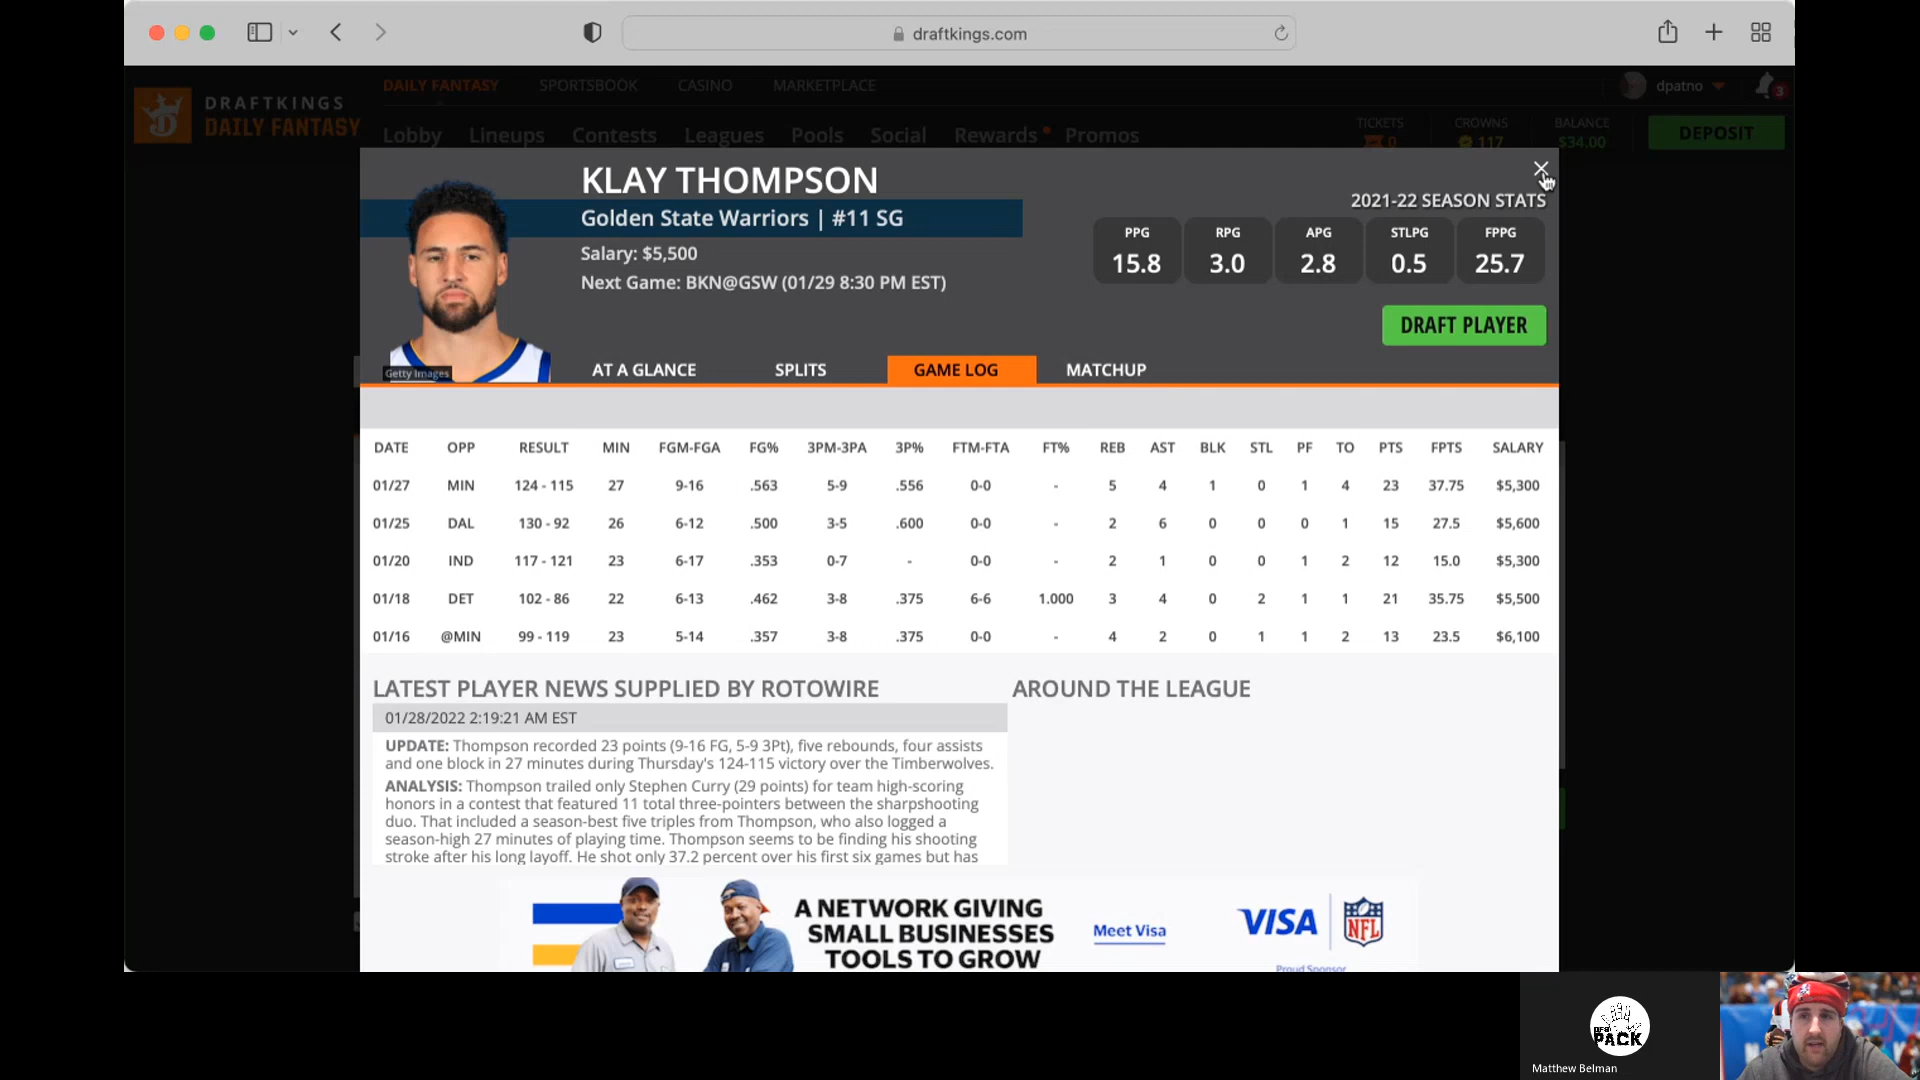 draftkings.com
DRAFTKINGS
DAILY FANTASY
DAILY FANTASY SPORTSBOOK CASINO MARKETPLACE
dpatno
3
Lobby Lineups Contests Leagues Pools Social Rewards Promos
TICKETS
0
CROWNS
117
BALANCE
$34.00
DEPOSIT
KLAY THOMPSON
Golden State Warriors | #11 SG
Salary: $5,500
Next Game: BKN@GSW (01/29 8:30 PM EST)
2021-22 SEASON STATS
PPG RPG APG STLPG FPPG
15.8 3.0 2.8 0.5 25.7
DRAFT PLAYER
Getty Images
AT A GLANCE SPLITS GAME LOG MATCHUP
DATE OPP RESULT MIN FGM-FGA FG% 3PM-3PA 3P% FTM-FTA FT% REB AST BLK STL PF TO PTS FPTS SALARY
01/27 MIN 124 - 115 27 9-16 .563 5-9 .556 0-0 - 5 4 1 0 1 4 23 37.75 $5,300
01/25 DAL 130 - 92 26 6-12 .500 3-5 .600 0-0 - 2 6 0 0 0 1 15 27.5 $5,600
01/20 IND 117 - 121 23 6-17 .353 0-7 - 0-0 - 2 1 0 0 1 2 12 15.0 $5,300
01/18 DET 102 - 86 22 6-13 .462 3-8 .375 6-6 1.000 3 4 0 2 1 1 21 35.75 $5,500
01/16 @MIN 99 - 119 23 5-14 .357 3-8 .375 0-0 - 4 2 0 1 1 2 13 23.5 $6,100
LATEST PLAYER NEWS SUPPLIED BY ROTOWIRE
AROUND THE LEAGUE
01/28/2022 2:19:21 AM EST
UPDATE: Thompson recorded 23 points (9-16 FG, 5-9 3Pt), five rebounds, four assists
and one block in 27 minutes during Thursday's 124-115 victory over the Timberwolves.
ANALYSIS: Thompson trailed only Stephen Curry (29 points) for team high-scoring
honors in a contest that featured 11 total three-pointers between the sharpshooting
duo. That included a season-best five triples from Thompson, who also logged a
season-high 27 minutes of playing time. Thompson seems to be finding his shooting
stroke after his long layoff. He shot only 37.2 percent over his first six games but has
A NETWORK GIVING
SMALL BUSINESSES
TOOLS TO GROW
Meet Visa
VISA
NFL
Proud Sponsor
DFS
PACK
Matthew Belman